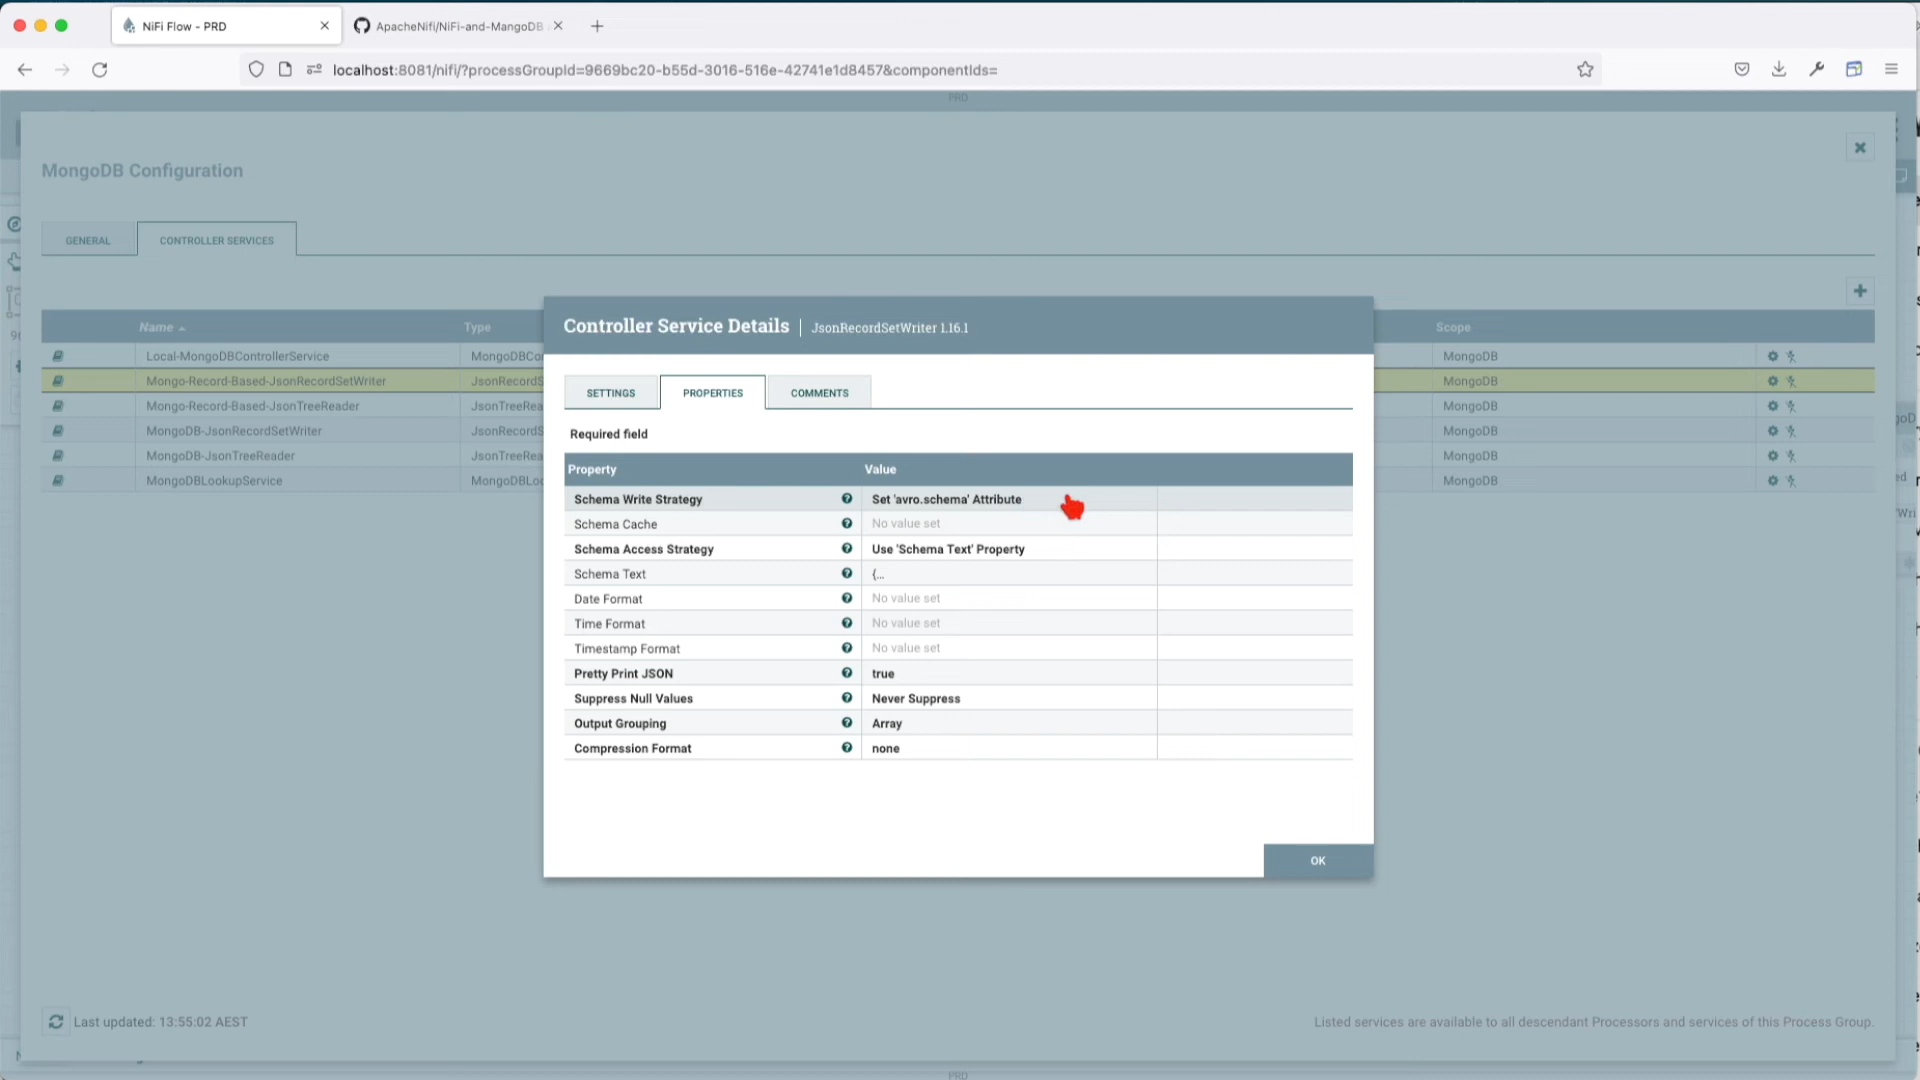 NiFi Flow - PRD
ApacheNifi/NiFi-and-MangoDB
localhost:8081/nifi/?processGroupId=9669bc20-b55d-3016-516e-42741e1d8457&componentIds=
PRD
MongoDB Configuration
GENERAL
CONTROLLER SERVICES
Name
Type
Scope
Local-MongoDBControllerService
MongoDBCo
MongoDB
Mongo-Record-Based-JsonRecordSetWriter
JsonRecordS
MongoDB
Mongo-Record-Based-JsonTreeReader
JsonTreeRea
MongoDB
MongoDB-JsonRecordSetWriter
JsonRecordS
MongoDB
MongoDB-JsonTreeReader
JsonTreeRea
MongoDB
MongoDBLookupService
MongoDBLoo
MongoDB
Controller Service Details | JsonRecordSetWriter 1.16.1
SETTINGS
PROPERTIES
COMMENTS
Required field
Property
Value
Schema Write Strategy
Set 'avro.schema' Attribute
Schema Cache
No value set
Schema Access Strategy
Use 'Schema Text' Property
Schema Text
{...
Date Format
No value set
Time Format
No value set
Timestamp Format
No value set
Pretty Print JSON
true
Suppress Null Values
Never Suppress
Output Grouping
Array
Compression Format
none
OK
Last updated: 13:55:02 AEST
Listed services are available to all descendant Processors and services of this Process Group.